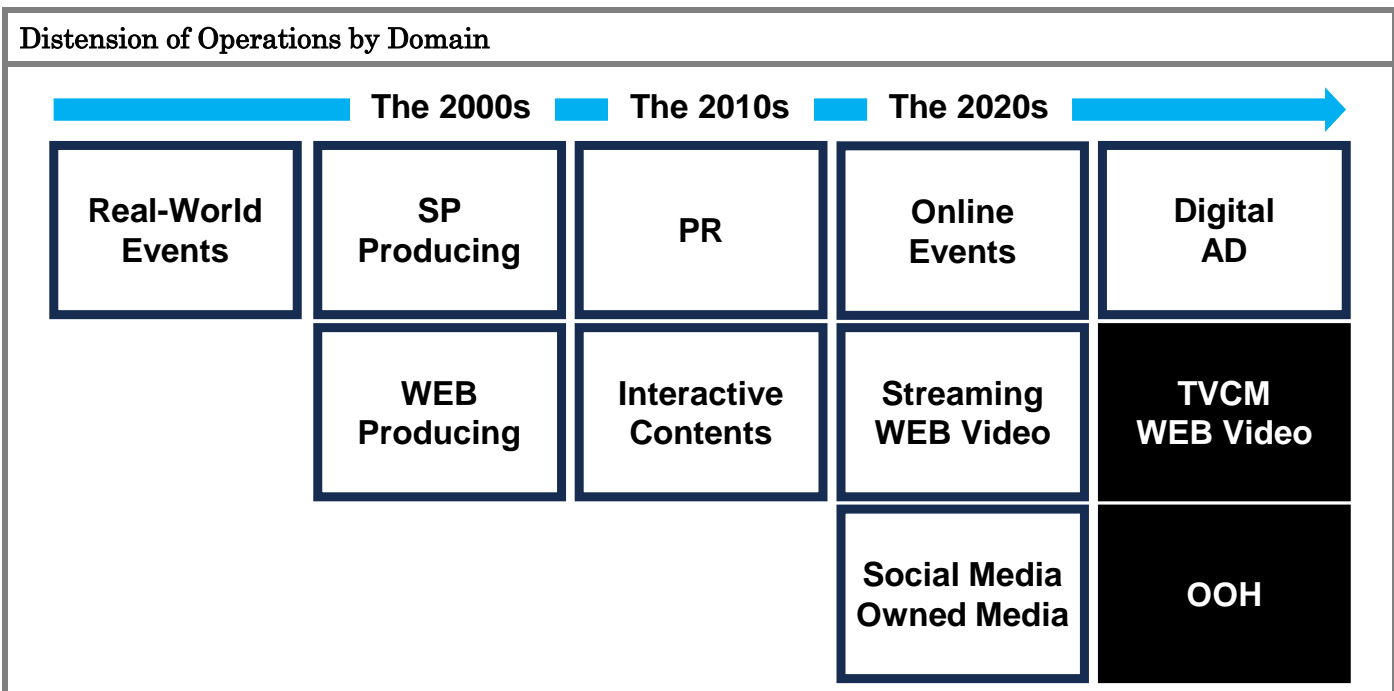 Distension of Operations by Domain
The 2000s The 2010s The 2020s
Real-World
Events
SP
Producing
PR
Online
Events
Digital
AD
WEB
Producing
Interactive
Contents
Streaming
WEB Video
TVCM
WEB Video
Social Media
Owned Media
OOH